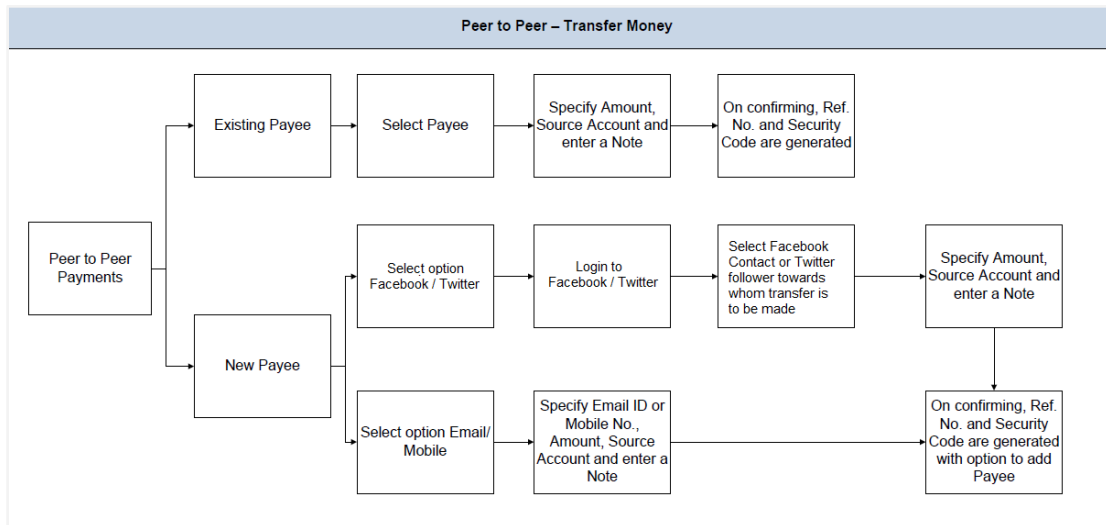 Peer to Peer – Transfer Money
Existing Payee
Select Payee
Specify Amount,
Source Account and
enter a Note
On confirming, Ref.
No. and Security
Code are generated
Peer to Peer
Payments
Select option
Facebook / Twitter
Login to
Facebook / Twitter
Select Facebook
Contact or Twitter
follower towards
whom transfer is
to be made
Specify Amount,
Source Account and
enter a Note
New Payee
Select option Email/
Mobile
Specify Email ID or
Mobile No.,
Amount, Source
Account and enter a
Note
On confirming, Ref.
No. and Security
Code are generated
with option to add
Payee